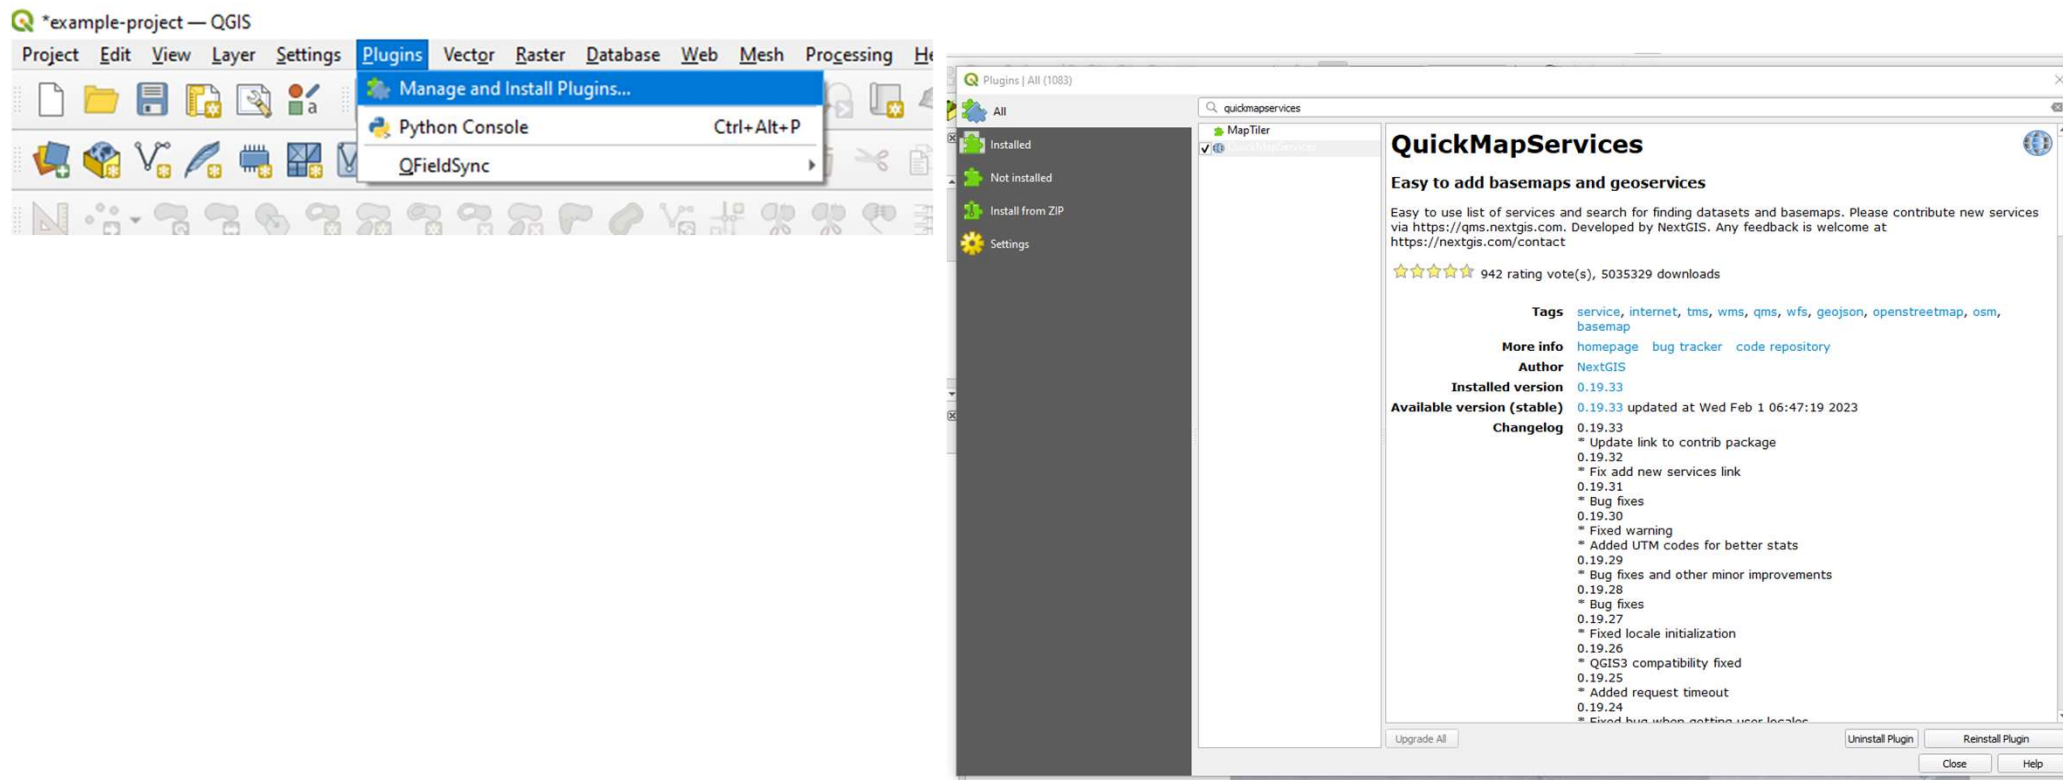 *example-project — QGIS
Project Edit View Layer Settings Plugins Vector Raster Database Web Mesh Processing He
Manage and Install Plugins...
Python Console Ctrl+Alt+P
QFieldSync
Plugins | All (1083)
All
Installed
Not installed
Install from ZIP
Settings
quickmapservices
MapTiler
QuickMapServices
QuickMapServices
Easy to add basemaps and geoservices
Easy to use list of services and search for finding datasets and basemaps. Please contribute new services
via https://qms.nextgis.com. Developed by NextGIS. Any feedback is welcome at
https://nextgis.com/contact
942 rating vote(s), 5035329 downloads
Tags service, internet, tms, wms, qms, wfs, geojson, openstreetmap, osm,
basemap
More info homepage bug tracker code repository
Author NextGIS
Installed version 0.19.33
Available version (stable) 0.19.33 updated at Wed Feb 1 06:47:19 2023
Changelog 0.19.33
* Update link to contrib package
0.19.32
* Fix add new services link
0.19.31
* Bug fixes
0.19.30
* Fixed warning
* Added UTM codes for better stats
0.19.29
* Bug fixes and other minor improvements
0.19.28
* Bug fixes
0.19.27
* Fixed locale initialization
0.19.26
* QGIS3 compatibility fixed
0.19.25
* Added request timeout
0.19.24
* Fixed bug when getting user locales
Upgrade All
Uninstall Plugin
Reinstall Plugin
Close
Help